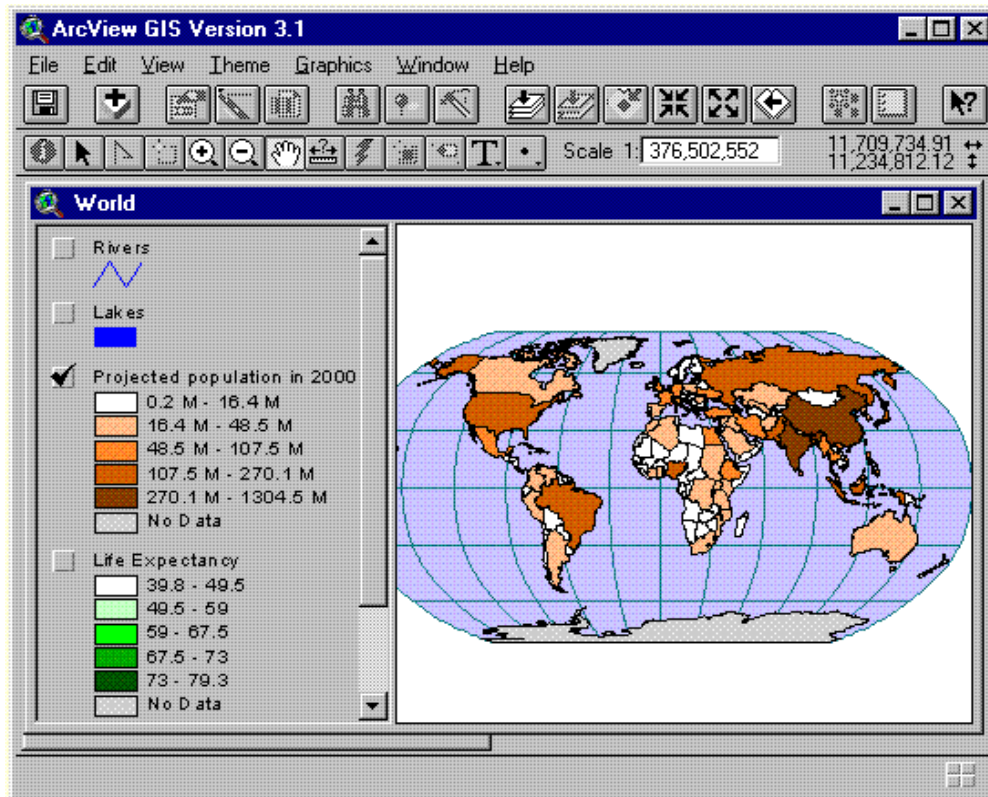 ArcView GIS Version 3.1
File Edit View Theme Graphics Window Help
Scale 1: 376,502,552 11,709,734.91
11,234,812.12
World
Rivers
Lakes
Projected population in 2000
0.2 M - 16.4 M
16.4 M - 48.5 M
48.5 M - 107.5 M
107.5 M - 270.1 M
270.1 M - 1304.5 M
No Data
Life Expectancy
39.8 - 49.5
49.5 - 59
59 - 67.5
67.5 - 73
73 - 79.3
No Data